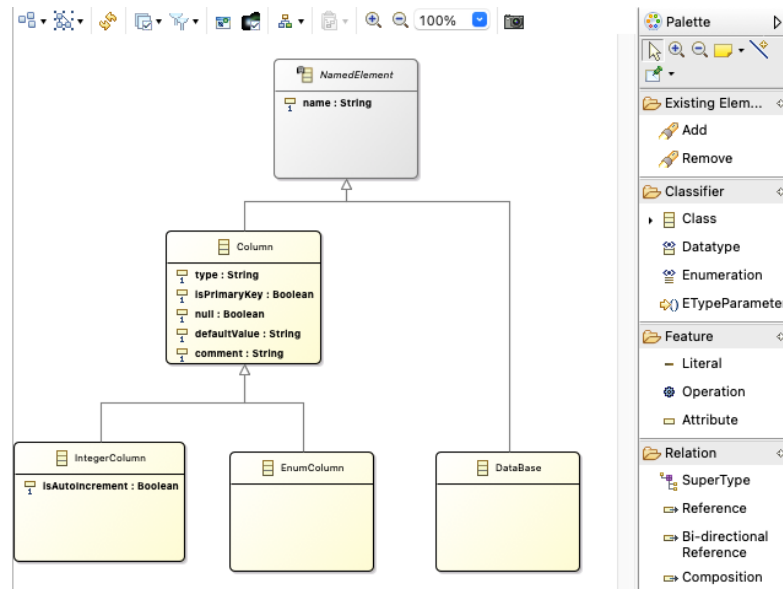 100%
Palette
NamedElement
name : String
Existing Elem...
Add
Remove
Classifier
Class
Datatype
Enumeration
ETypeParamete
Column
type : String
isPrimaryKey : Boolean
null : Boolean
defaultValue : String
comment : String
Feature
Literal
Operation
Attribute
IntegerColumn
isAutoIncrement : Boolean
EnumColumn
DataBase
Relation
SuperType
Reference
Bi-directional
Reference
Composition